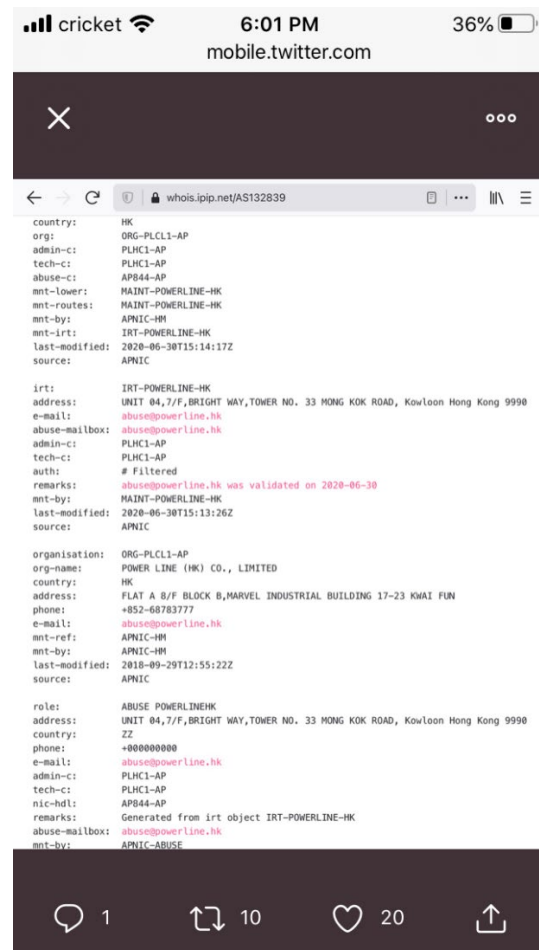 cricket 6:01 PM 36%
mobile.twitter.com
whois.ipip.net/AS132839
country: HK
org: ORG-PLCL1-AP
admin-c: PLHC1-AP
tech-c: PLHC1-AP
abuse-c: AP844-AP
mnt-lower: MAINT-POWERLINE-HK
mnt-routes: MAINT-POWERLINE-HK
mnt-by: APNIC-HM
mnt-irt: IRT-POWERLINE-HK
last-modified: 2020-06-30T15:14:17Z
source: APNIC
irt: IRT-POWERLINE-HK
address: UNIT 04,7/F,BRIGHT WAY,TOWER NO. 33 MONG KOK ROAD, Kowloon Hong Kong 9990
e-mail: abuse@powerline.hk
abuse-mailbox: abuse@powerline.hk
admin-c: PLHC1-AP
tech-c: PLHC1-AP
auth: # Filtered
remarks: abuse@powerline.hk was validated on 2020-06-30
mnt-by: MAINT-POWERLINE-HK
last-modified: 2020-06-30T15:13:26Z
source: APNIC
organisation: ORG-PLCL1-AP
org-name: POWER LINE (HK) CO., LIMITED
country: HK
address: FLAT A 8/F BLOCK B,MARVEL INDUSTRIAL BUILDING 17-23 KWAI FUN
phone: +852-68783777
e-mail: abuse@powerline.hk
mnt-ref: APNIC-HM
mnt-by: APNIC-HM
last-modified: 2018-09-29T12:55:22Z
source: APNIC
role: ABUSE POWERLINEHK
address: UNIT 04,7/F,BRIGHT WAY,TOWER NO. 33 MONG KOK ROAD, Kowloon Hong Kong 9990
country: ZZ
phone: +000000000
e-mail: abuse@powerline.hk
admin-c: PLHC1-AP
tech-c: PLHC1-AP
nic-hdl: AP844-AP
remarks: Generated from irt object IRT-POWERLINE-HK
abuse-mailbox: abuse@powerline.hk
mnt-by: APNIC-ABUSE
1 10 20